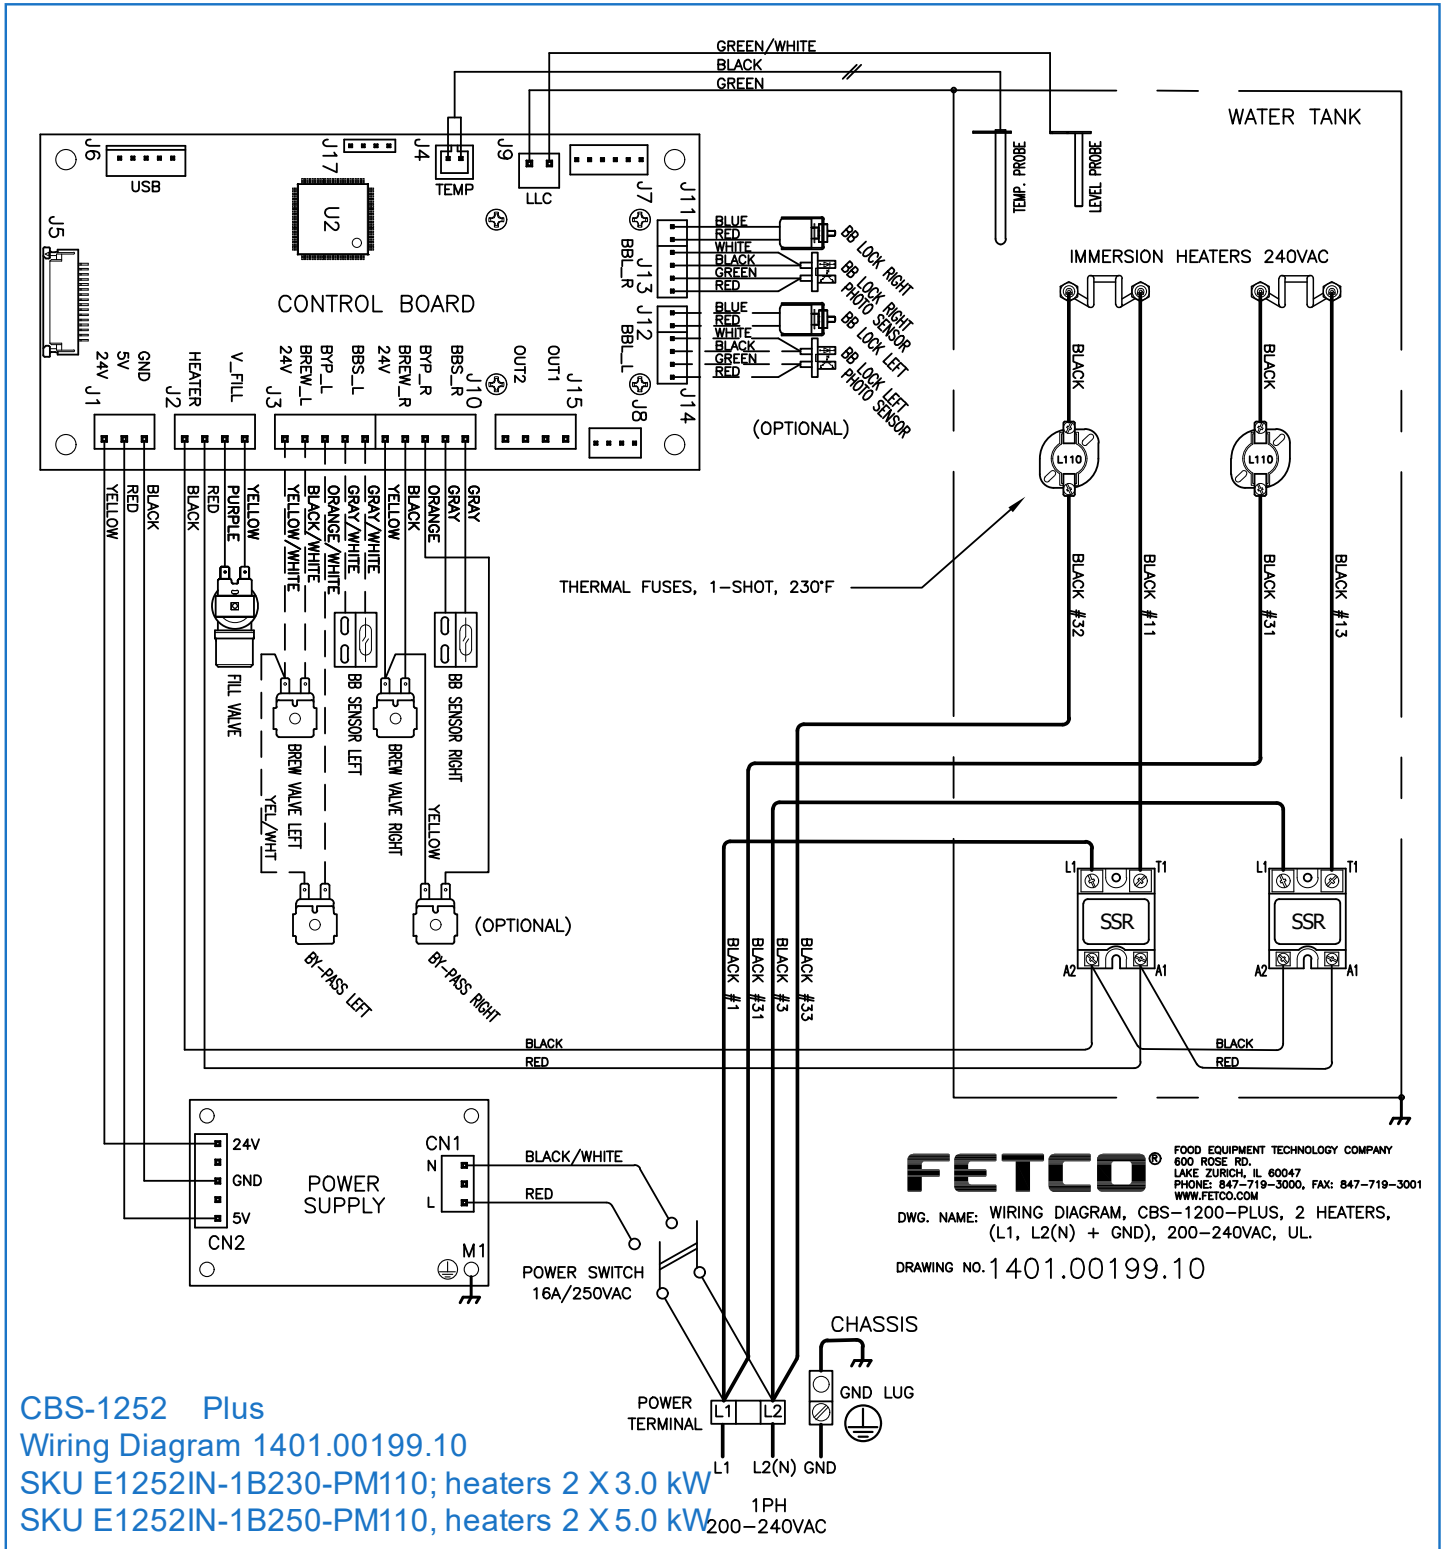 GREEN/WHITE
BLACK
GREEN
WATER TANK
TEMP. PROBE
LEVEL PROBE
J6
USB
J17
J4
TEMP
J9
LLC
J7
J11
U2
J5
CONTROL BOARD
BBL_R
J13
J12
BBL_L
J14
BLUE
RED
WHITE
BLACK
GREEN
RED
BB LOCK RIGHT
BB LOCK RIGHT
PHOTO SENSOR
BLUE
RED
WHITE
BLACK
GREEN
RED
BB LOCK LEFT
BB LOCK LEFT
PHOTO SENSOR
(OPTIONAL)
IMMERSION HEATERS 240VAC
BLACK
BLACK
L110
L110
24V
5V
GND
J1
HEATER
V_FILL
J2
24V
BREW_L
BYP_L
BBS_L
J3
24V
BREW_R
BYP_R
BBS_R
J10
OUT2
OUT1
J15
J8
YELLOW
RED
BLACK
BLACK
RED
PURPLE
YELLOW
YELLOW/WHITE
BLACK/WHITE
ORANGE/WHITE
GRAY/WHITE
GRAY/WHITE
YELLOW
BLACK
ORANGE
GRAY
GRAY
THERMAL FUSES, 1-SHOT, 230°F
BLACK #32
BLACK #11
BLACK #31
BLACK #13
FILL VALVE
BREW VALVE LEFT
BB SENSOR LEFT
BREW VALVE RIGHT
BB SENSOR RIGHT
YEL/WHT
YELLOW
BY-PASS LEFT
BY-PASS RIGHT
(OPTIONAL)
L1
T1
SSR
A2
A1
L1
T1
SSR
A2
A1
BLACK #1
BLACK #31
BLACK #3
BLACK #33
BLACK
RED
BLACK
RED
24V
GND
5V
CN2
POWER
SUPPLY
CN1
N
L
M1
BLACK/WHITE
RED
POWER SWITCH
16A/250VAC
FETCO®
FOOD EQUIPMENT TECHNOLOGY COMPANY
600 ROSE RD.
LAKE ZURICH, IL 60047
PHONE: 847-719-3000, FAX: 847-719-3001
WWW.FETCO.COM
DWG. NAME: WIRING DIAGRAM, CBS-1200-PLUS, 2 HEATERS,
(L1, L2(N) + GND), 200-240VAC, UL.
DRAWING NO. 1401.00199.10
CHASSIS
GND LUG
POWER
TERMINAL
L1
L2
L1
L2(N)
GND
1PH
200-240VAC
CBS-1252 Plus
Wiring Diagram 1401.00199.10
SKU E1252IN-1B230-PM110; heaters 2 X 3.0 kW
SKU E1252IN-1B250-PM110, heaters 2 X 5.0 kW